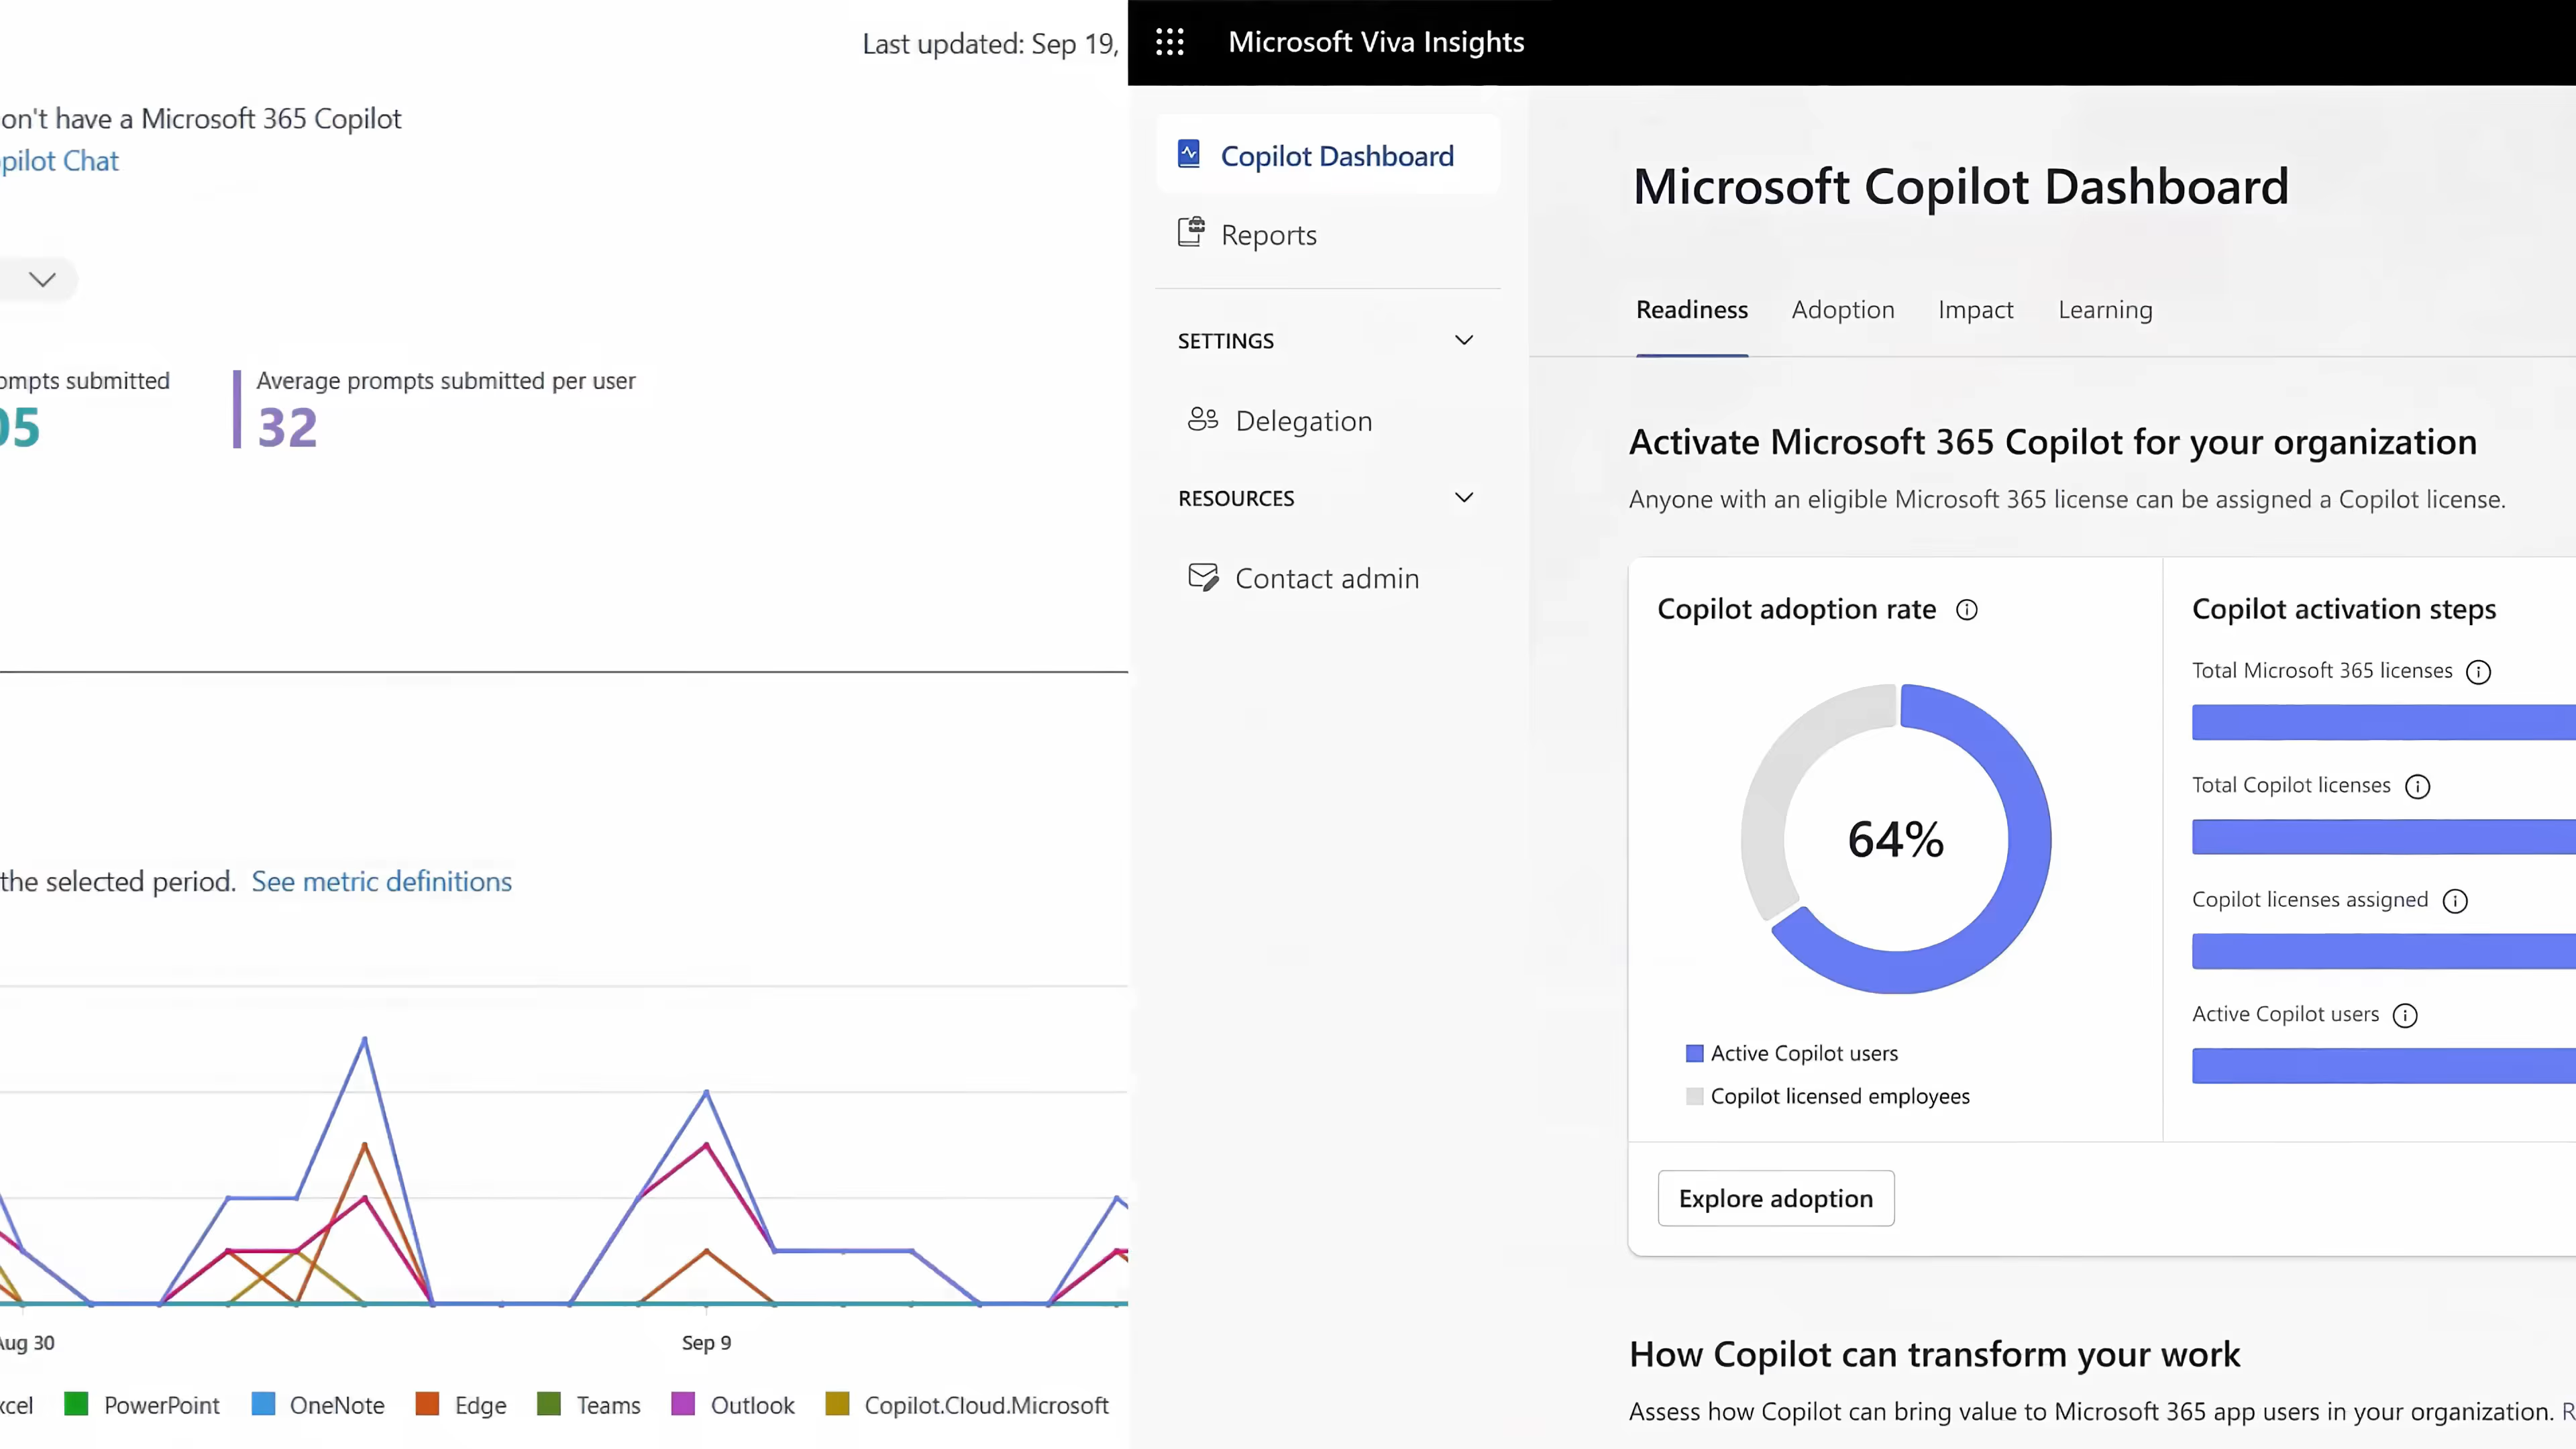 Last updated: Sep 19,
on't have a Microsoft 365 Copilot
pilot Chat
ompts submitted
05
Average prompts submitted per user
32
the selected period. See metric definitions
Aug 30
Sep 9
xcel
PowerPoint
OneNote
Edge
Teams
Outlook
Copilot.Cloud.Microsoft
Microsoft Viva Insights
Copilot Dashboard
Reports
SETTINGS
Delegation
RESOURCES
Contact admin
Microsoft Copilot Dashboard
Readiness
Adoption
Impact
Learning
Activate Microsoft 365 Copilot for your organization
Anyone with an eligible Microsoft 365 license can be assigned a Copilot license.
Copilot adoption rate
64%
Active Copilot users
Copilot licensed employees
Explore adoption
Copilot activation steps
Total Microsoft 365 licenses
Total Copilot licenses
Copilot licenses assigned
Active Copilot users
How Copilot can transform your work
Assess how Copilot can bring value to Microsoft 365 app users in your organization. R